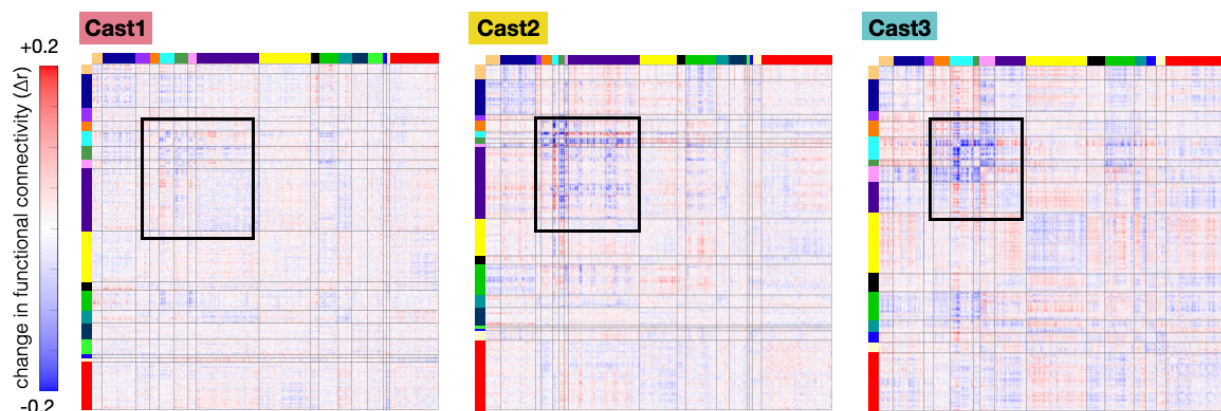 Cast1
Cast2
Cast3
+0.2
change in functional connectivity (Δr)
-0.2